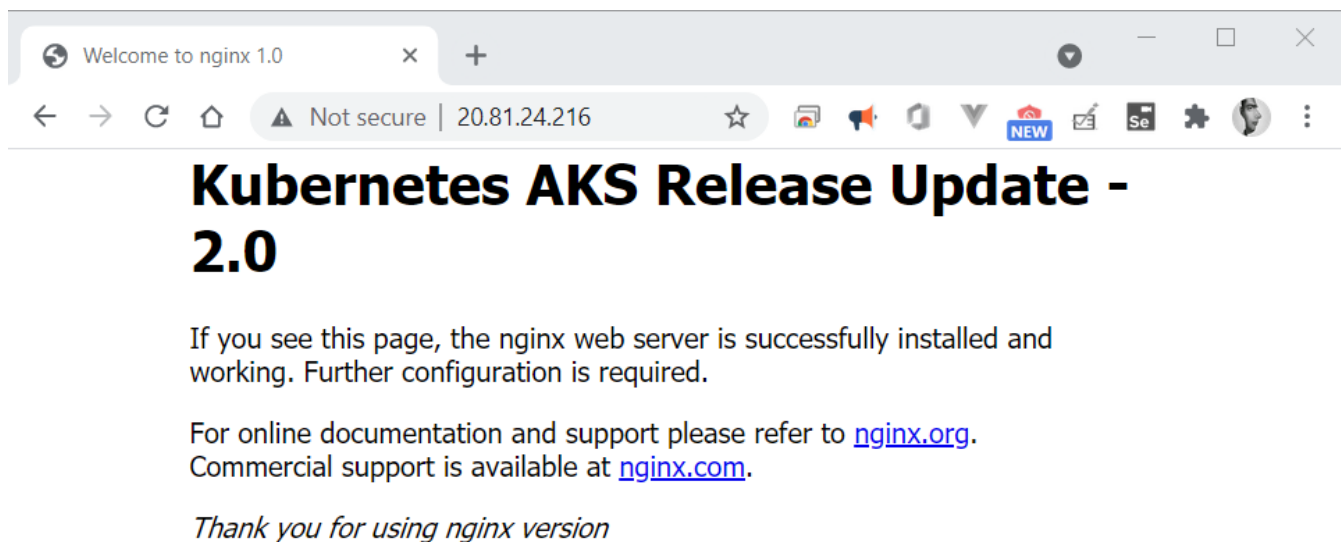 Welcome to nginx 1.0
Not secure | 20.81.24.216
NEW
Se
Kubernetes AKS Release Update -
2.0
If you see this page, the nginx web server is successfully installed and
working. Further configuration is required.
For online documentation and support please refer to nginx.org.
Commercial support is available at nginx.com.
Thank you for using nginx version